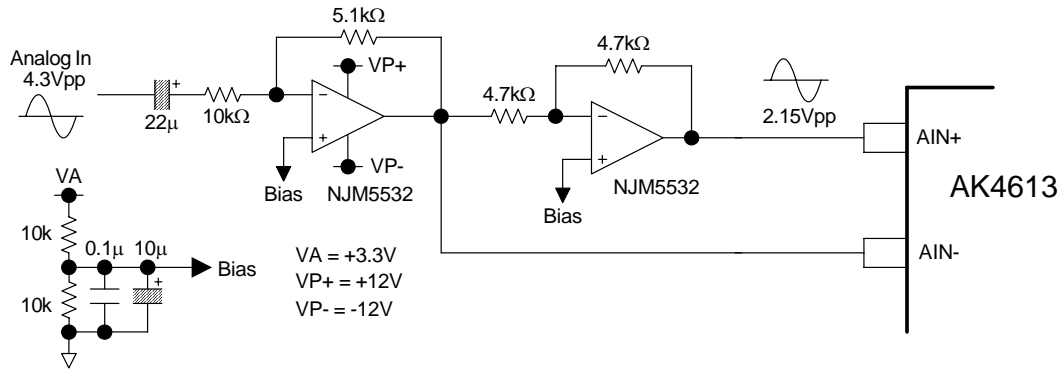 5.1kΩ
Analog In
4.3Vpp
+
22μ
10kΩ
VP+
−
+
VP-
Bias
NJM5532
4.7kΩ
4.7kΩ
−
+
Bias
NJM5532
2.15Vpp
AIN+
AIN-
AK4613
VA
10k
0.1μ
10μ
+
Bias
10k
VA = +3.3V
VP+ = +12V
VP- = -12V